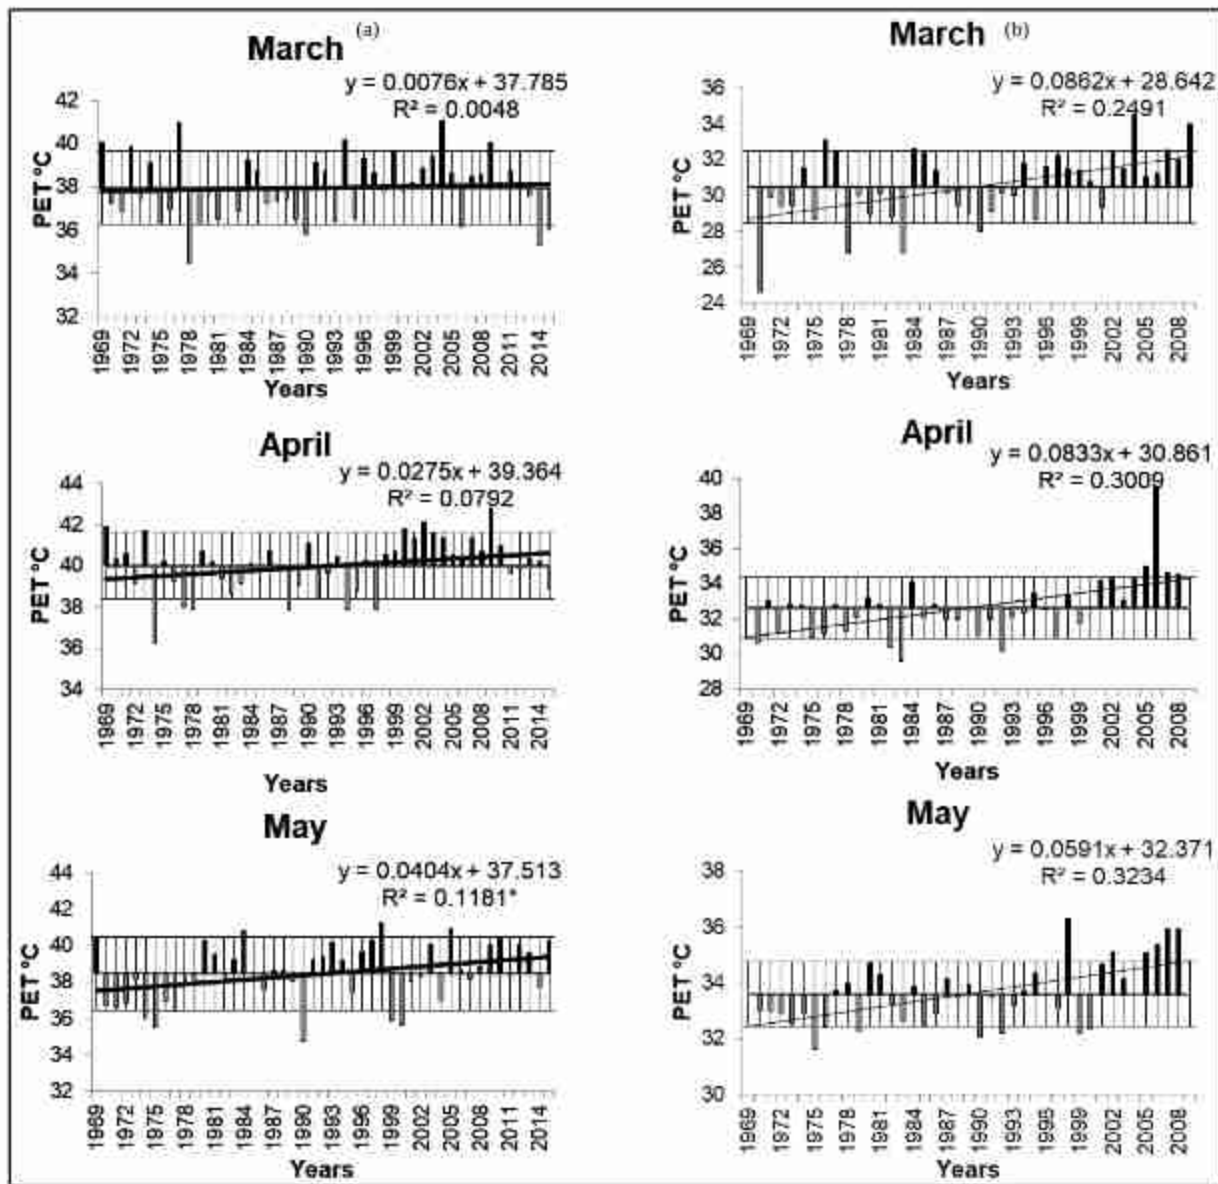 (a)
March
y = 0.0076x + 37.785
R² = 0.0048
PET °C
42
40
38
36
34
32
1969 1972 1975 1978 1981 1984 1987 1990 1993 1996 1999 2002 2005 2008 2011 2014
Years
April
y = 0.0275x + 39.364
R² = 0.0792
PET °C
44
42
40
38
36
34
1969 1972 1975 1978 1981 1984 1987 1990 1993 1996 1999 2002 2005 2008 2011 2014
Years
May
y = 0.0404x + 37.513
R² = 0.1181*
PET °C
44
42
40
38
36
34
32
1969 1972 1975 1978 1981 1984 1987 1990 1993 1996 1999 2002 2005 2008 2011 2014
Years
(b)
March
y = 0.0862x + 28.642
R² = 0.2491
PET °C
36
34
32
30
28
26
24
1969 1972 1975 1978 1981 1984 1987 1990 1993 1996 1999 2002 2005 2008
Years
April
y = 0.0833x + 30.861
R² = 0.3009
PET °C
40
38
36
34
32
30
28
1969 1972 1975 1978 1981 1984 1987 1990 1993 1996 1999 2002 2005 2008
Years
May
y = 0.0591x + 32.371
R² = 0.3234
PET °C
38
36
34
32
30
1969 1972 1975 1978 1981 1984 1987 1990 1993 1996 1999 2002 2005 2008
Years